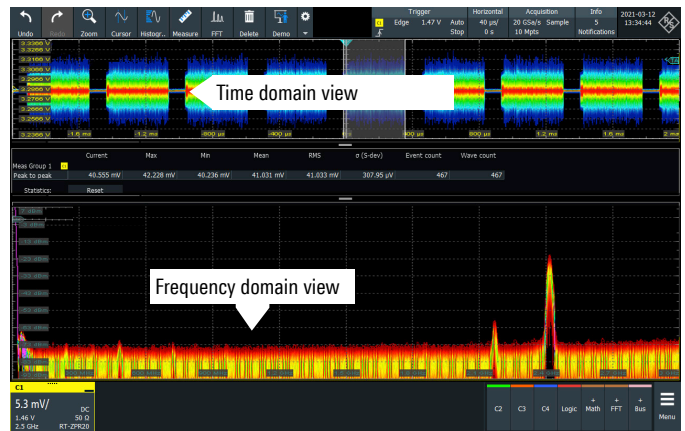 Trigger Horizontal Acquisition Info 2021-03-12
C1 Edge 1.47 V Auto 40 µs/ 20 GSa/s Sample 5 13:34:44
Stop 0 s 10 Mpts Notifications
Undo Redo Zoom Cursor Histogr.. Measure FFT Delete Demo
3.3366 V
3.2366 V
Time domain view
-1.6 ms -1.2 ms -800 µs -400 µs 400 µs 800 µs 1.2 ms 1.6 ms 2 ms
Current Max Min Mean RMS σ (S-dev) Event count Wave count
Meas Group 1
Peak to peak 40.555 mV 42.228 mV 40.236 mV 41.031 mV 41.033 mV 307.95 µV 467 467
Statistics: Reset
Frequency domain view
C1
5.3 mV/ DC
1.46 V 50 Ω
2.5 GHz RT-ZPR20
C2 C3 C4 Logic + Math + FFT + Bus Menu